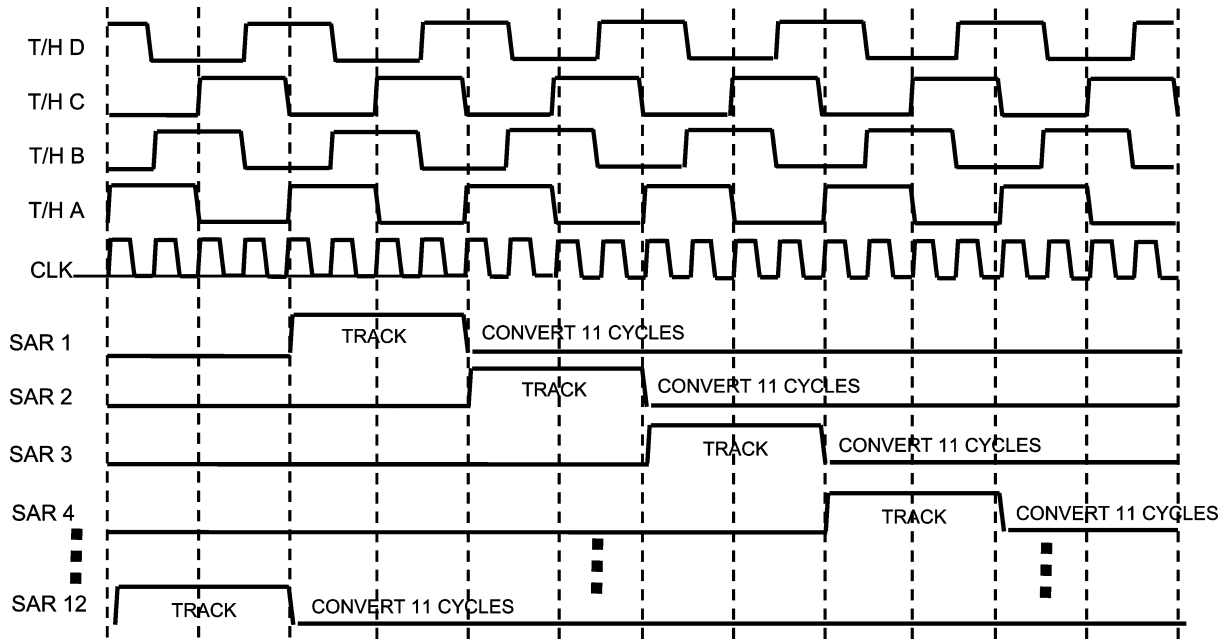 T/H D
T/H C
T/H B
T/H A
CLK
SAR 1
TRACK
CONVERT 11 CYCLES
SAR 2
TRACK
CONVERT 11 CYCLES
SAR 3
TRACK
CONVERT 11 CYCLES
SAR 4
TRACK
CONVERT 11 CYCLES
SAR 12
TRACK
CONVERT 11 CYCLES